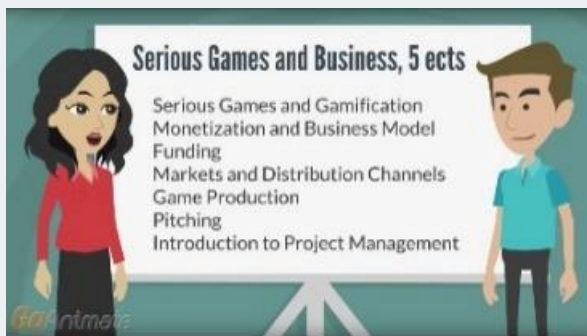 Serious Games and Business, 5 ects
Serious Games and Gamification
Monetization and Business Model
Funding
Markets and Distribution Channels
Game Production
Pitching
Introduction to Project Management
GoAnimate